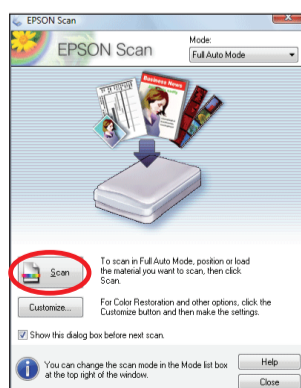 EPSON Scan
EPSON Scan
Mode:
Full Auto Mode
Business News
Scan
To scan in Full Auto Mode, position or load
the material you want to scan, then click
Scan.
Customize...
For Color Restoration and other options, click the
Customize button and then make the settings.
Show this dialog box before next scan.
You can change the scan mode in the Mode list box
at the top right of the window.
Help
Close